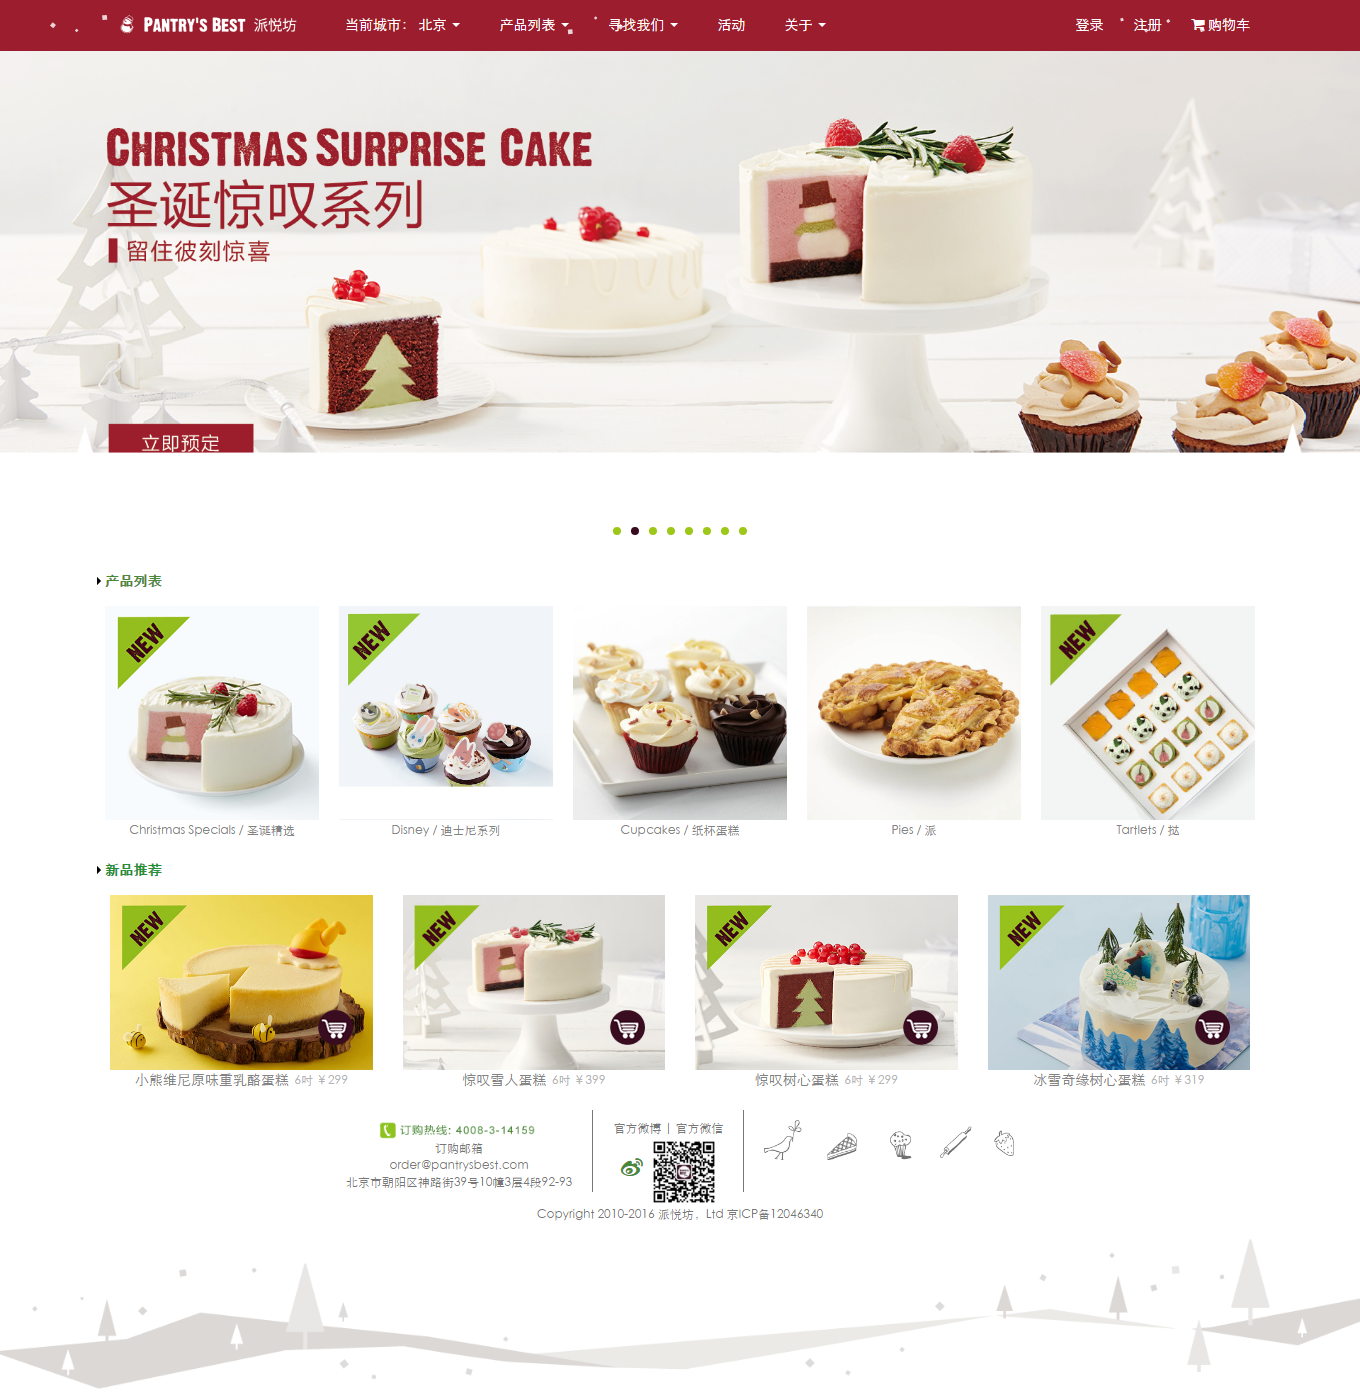 PANTRY'S BEST 派悦坊 当前城市： 北京 产品列表 寻找我们 活动 关于 登录 注册 购物车
CHRISTMAS SURPRISE CAKE
圣诞惊叹系列
留住彼刻惊喜
立即预定
产品列表
NEW NEW NEW
Christmas Specials / 圣诞精选 Disney / 迪士尼系列 Cupcakes / 纸杯蛋糕 Pies / 派 Tartlets / 挞
新品推荐
NEW NEW NEW NEW
小熊维尼原味重乳酪蛋糕 6吋 ￥299 惊叹雪人蛋糕 6吋 ￥399 惊叹树心蛋糕 6吋 ￥299 冰雪奇缘树心蛋糕 6吋 ￥319
订购热线: 4008-3-14159
订购邮箱
order@pantrysbest.com
北京市朝阳区神路街39号10幢3层4段92-93
官方微博 | 官方微信
Copyright 2010-2016 派悦坊，Ltd 京ICP备12046340